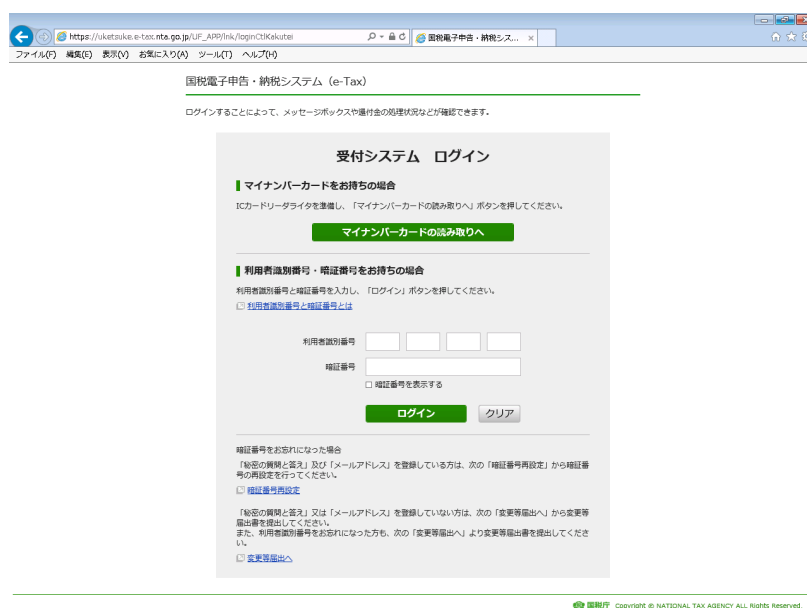 https://uketsuke.e-tax.nta.go.jp/UF_APP/lnk/loginCtlKakutei
国税電子申告・納税シス... ×
ファイル(F) 編集(E) 表示(V) お気に入り(A) ツール(T) ヘルプ(H)
国税電子申告・納税システム（e-Tax）
ログインすることによって、メッセージボックスや還付金の処理状況などが確認できます。
受付システム ログイン
マイナンバーカードをお持ちの場合
ICカードリーダライタを準備し、「マイナンバーカードの読み取りへ」ボタンを押してください。
マイナンバーカードの読み取りへ
利用者識別番号・暗証番号をお持ちの場合
利用者識別番号と暗証番号を入力し、「ログイン」ボタンを押してください。
利用者識別番号と暗証番号とは
利用者識別番号
暗証番号
暗証番号を表示する
ログイン クリア
暗証番号をお忘れになった場合
「秘密の質問と答え」及び「メールアドレス」を登録している方は、次の「暗証番号再設定」から暗証番
号の再設定を行ってください。
暗証番号再設定
「秘密の質問と答え」又は「メールアドレス」を登録していない方は、次の「変更等届出へ」から変更等
届出書を提出してください。
また、利用者識別番号をお忘れになった方も、次の「変更等届出へ」より変更等届出書を提出してくださ
い。
変更等届出へ
国税庁 Copyright © NATIONAL TAX AGENCY ALL Rights Reserved.